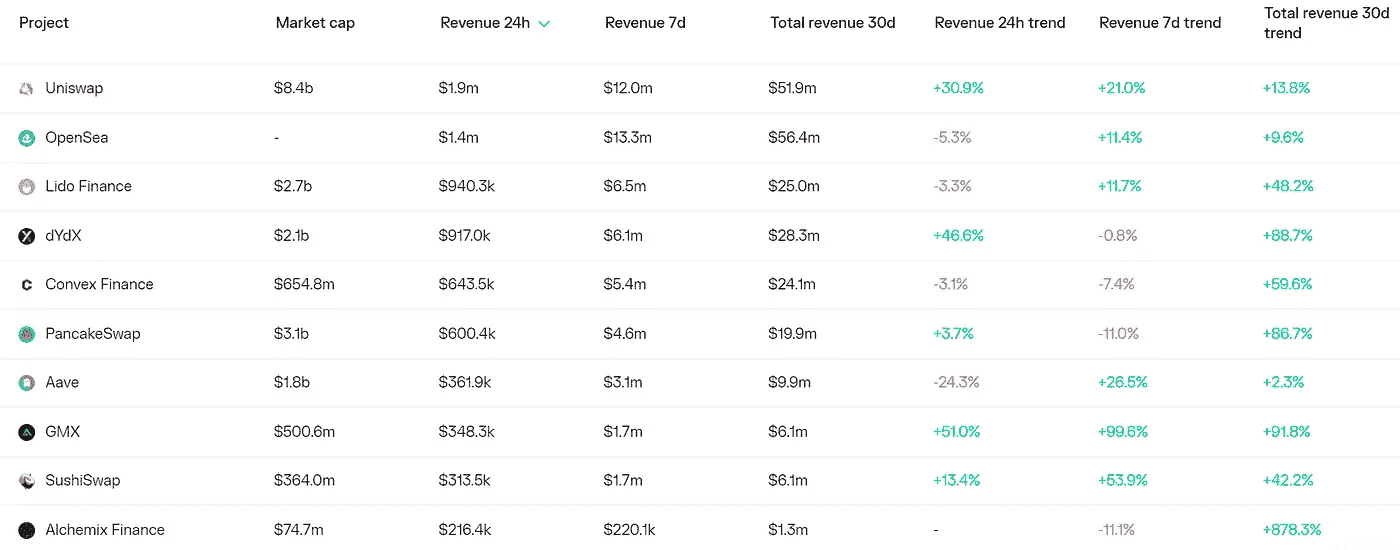 Project Market cap Revenue 24h Revenue 7d Total revenue 30d Revenue 24h trend Revenue 7d trend Total revenue 30d
trend
Uniswap $8.4b $1.9m $12.0m $51.9m +30.9% +21.0% +13.8%
OpenSea - $1.4m $13.3m $56.4m -5.3% +11.4% +9.6%
Lido Finance $2.7b $940.3k $6.5m $25.0m -3.3% +11.7% +48.2%
dYdX $2.1b $917.0k $6.1m $28.3m +46.6% -0.8% +88.7%
Convex Finance $654.8m $643.5k $5.4m $24.1m -3.1% -7.4% +59.6%
PancakeSwap $3.1b $600.4k $4.6m $19.9m +3.7% -11.0% +86.7%
Aave $1.8b $361.9k $3.1m $9.9m -24.3% +26.5% +2.3%
GMX $500.6m $348.3k $1.7m $6.1m +51.0% +99.6% +91.8%
SushiSwap $364.0m $313.5k $1.7m $6.1m +13.4% +53.9% +42.2%
Alchemix Finance $74.7m $216.4k $220.1k $1.3m - -11.1% +878.3%